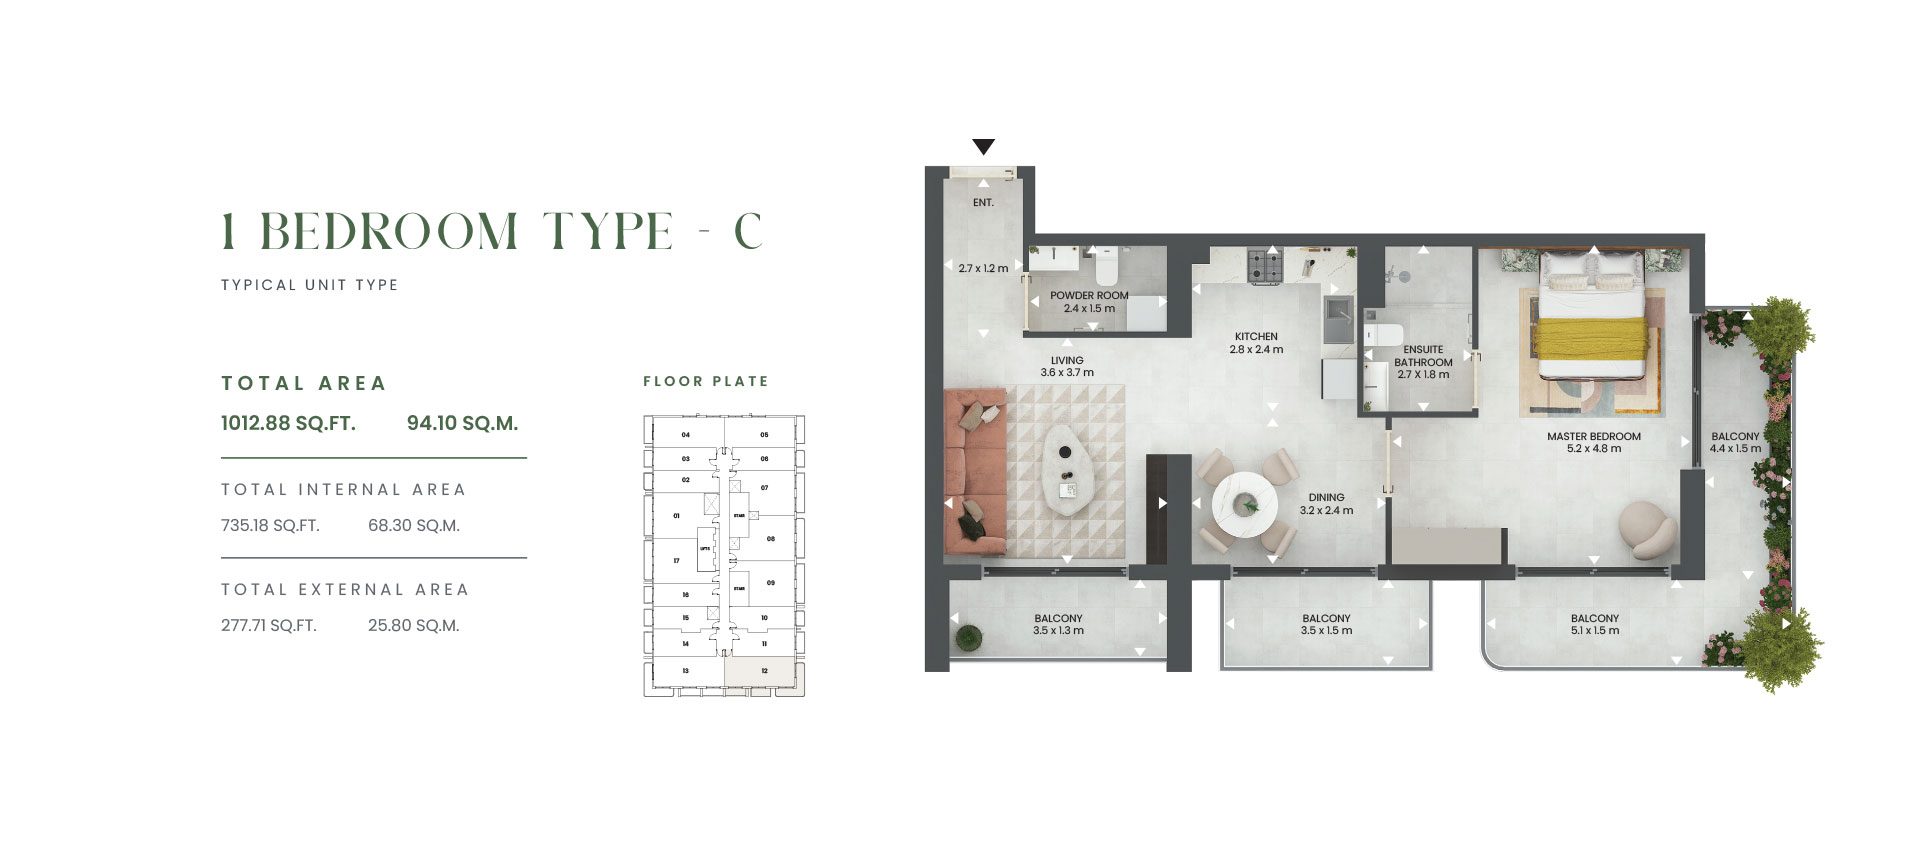 1 BEDROOM TYPE - C
TYPICAL UNIT TYPE
TOTAL AREA
1012.88 SQ.FT. 94.10 SQ.M.
TOTAL INTERNAL AREA
735.18 SQ.FT. 68.30 SQ.M.
TOTAL EXTERNAL AREA
277.71 SQ.FT. 25.80 SQ.M.
FLOOR PLATE
04 05
03 06
02
07
01
STAIR
08
LIFTS
17
09
STAIR
16
15 10
14 11
13 12
ENT.
2.7 x 1.2 m
POWDER ROOM
2.4 x 1.5 m
LIVING
3.6 x 3.7 m
KITCHEN
2.8 x 2.4 m
ENSUITE
BATHROOM
2.7 X 1.8 m
MASTER BEDROOM
5.2 x 4.8 m
BALCONY
4.4 x 1.5 m
DINING
3.2 x 2.4 m
BALCONY
3.5 x 1.3 m
BALCONY
3.5 x 1.5 m
BALCONY
5.1 x 1.5 m